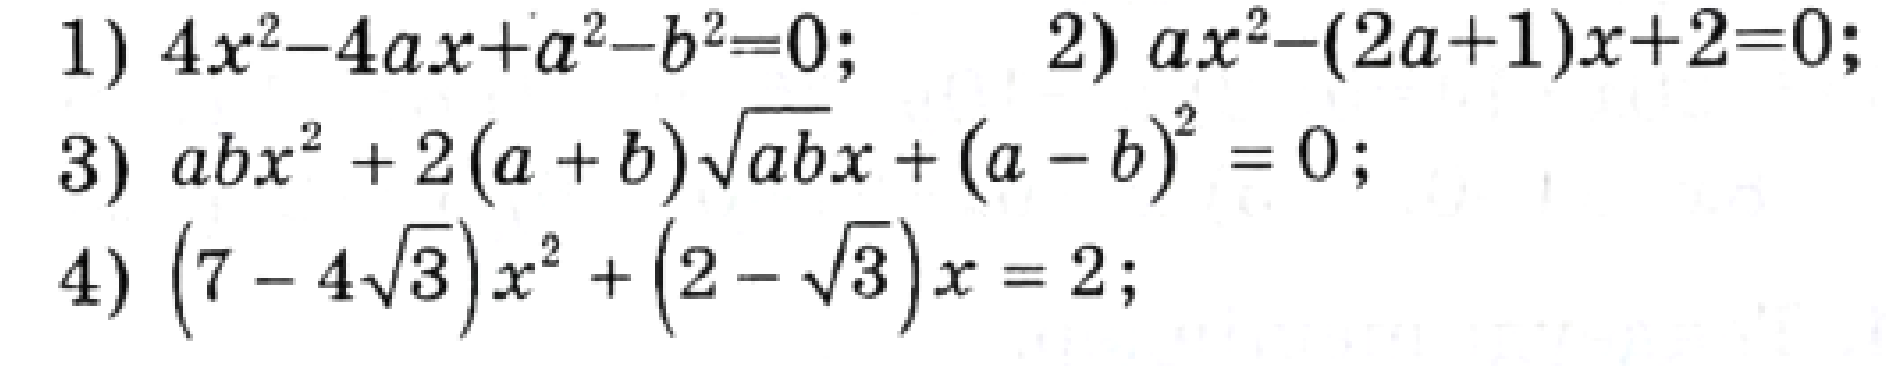 1) 4x²–4ax+a²–b²=0; 2) ax²–(2a+1)x+2=0;
3) abx² + 2(a + b)√(ab)x + (a – b)² = 0;
4) (7 – 4√3)x² + (2 – √3)x = 2;